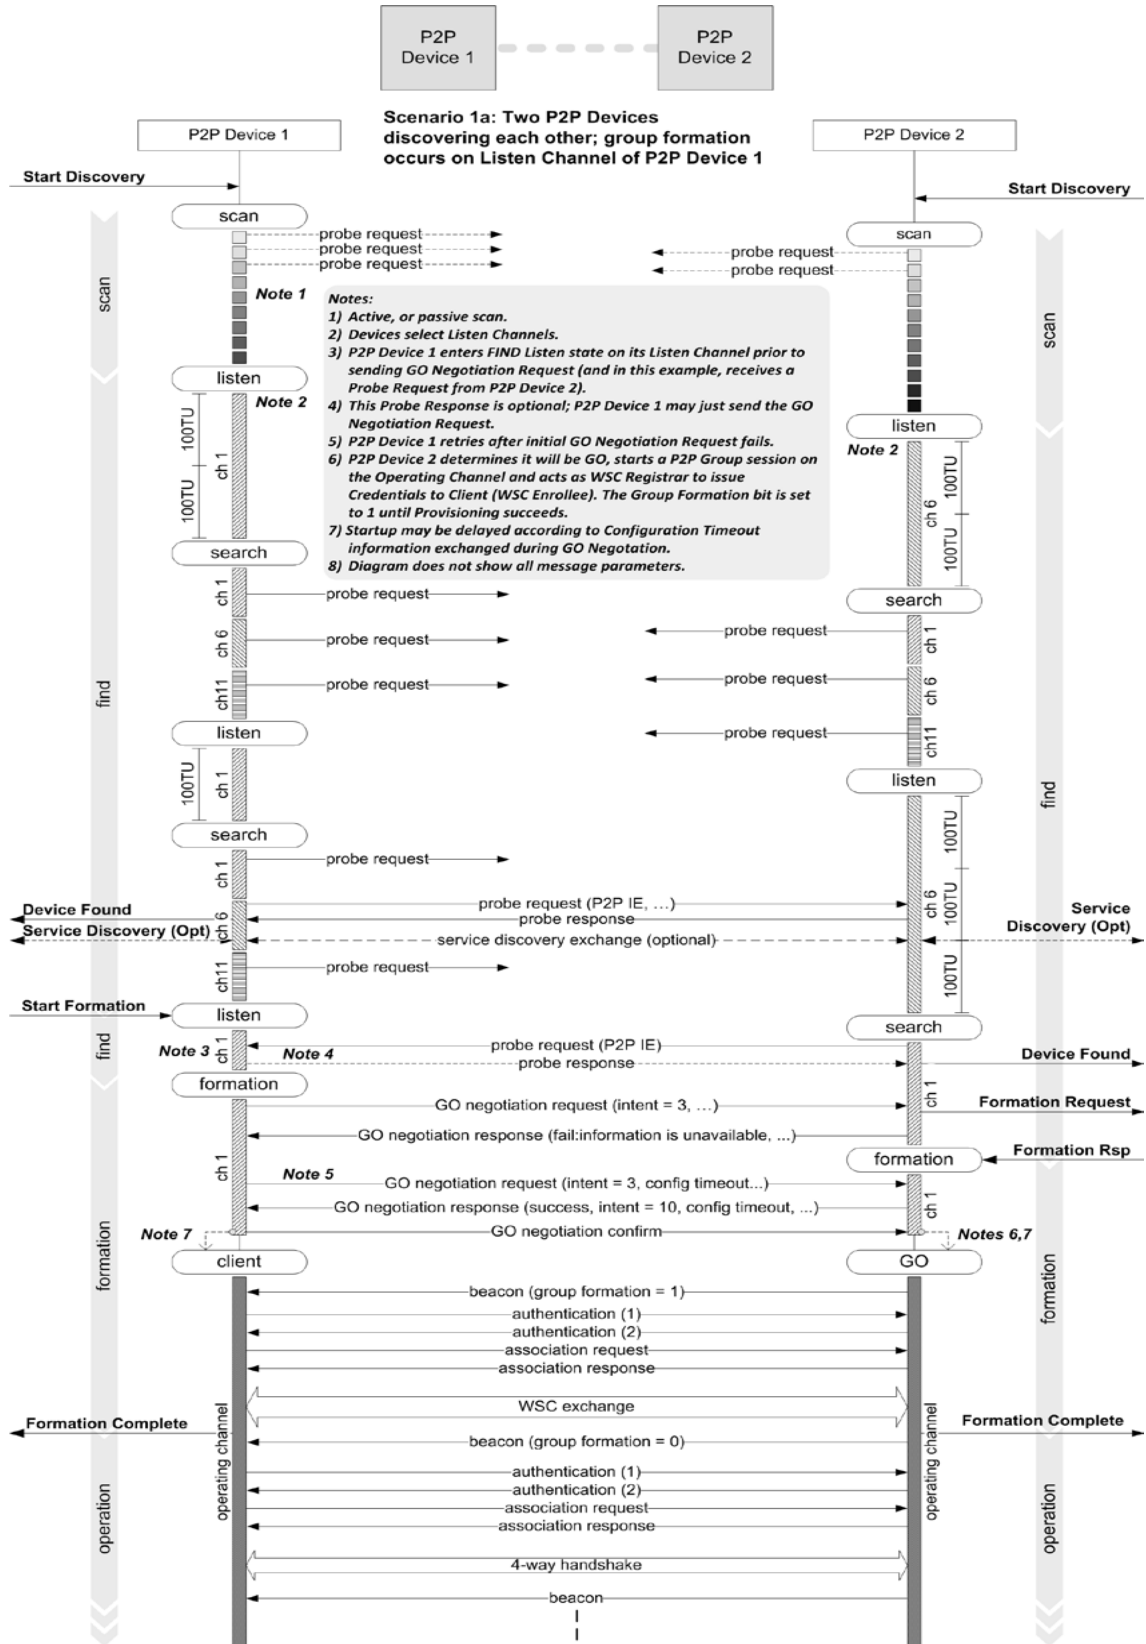 P2P
Device 1
P2P
Device 2
Scenario 1a: Two P2P Devices
discovering each other; group formation
occurs on Listen Channel of P2P Device 1
P2P Device 1
P2P Device 2
Start Discovery
Start Discovery
scan
scan
probe request
probe request
probe request
probe request
probe request
scan
scan
Note 1
Notes:
1) Active, or passive scan.
2) Devices select Listen Channels.
3) P2P Device 1 enters FIND Listen state on its Listen Channel prior to
sending GO Negotiation Request (and in this example, receives a
Probe Request from P2P Device 2).
4) This Probe Response is optional; P2P Device 1 may just send the GO
Negotiation Request.
5) P2P Device 1 retries after initial GO Negotiation Request fails.
6) P2P Device 2 determines it will be GO, starts a P2P Group session on
the Operating Channel and acts as WSC Registrar to issue
Credentials to Client (WSC Enrollee). The Group Formation bit is set
to 1 until Provisioning succeeds.
7) Startup may be delayed according to Configuration Timeout
information exchanged during GO Negotation.
8) Diagram does not show all message parameters.
listen
Note 2
100TU
100TU
ch 1
listen
Note 2
100TU
100TU
ch 6
search
search
ch 1
probe request
ch 6
probe request
ch11
probe request
probe request
ch 1
probe request
ch 6
probe request
ch11
find
find
listen
100TU
ch 1
listen
100TU
100TU
100TU
ch 6
search
ch 1
probe request
probe request (P2P IE, ...)
probe response
Device Found
ch 6
Service Discovery (Opt)
service discovery exchange (optional)
Service
Discovery (Opt)
ch11
probe request
Start Formation
listen
search
find
Note 3
ch 1
Note 4
probe request (P2P IE)
probe response
Device Found
formation
ch 1
GO negotiation request (intent = 3, ...)
Formation Request
GO negotiation response (fail:information is unavailable, ...)
formation
Formation Rsp
ch 1
Note 5
GO negotiation request (intent = 3, config timeout...)
GO negotiation response (success, intent = 10, config timeout, ...)
ch 1
Note 7
GO negotiation confirm
Notes 6,7
client
GO
formation
formation
beacon (group formation = 1)
authentication (1)
authentication (2)
association request
association response
WSC exchange
Formation Complete
Formation Complete
operating channel
operating channel
beacon (group formation = 0)
authentication (1)
authentication (2)
association request
association response
operation
operation
4-way handshake
beacon